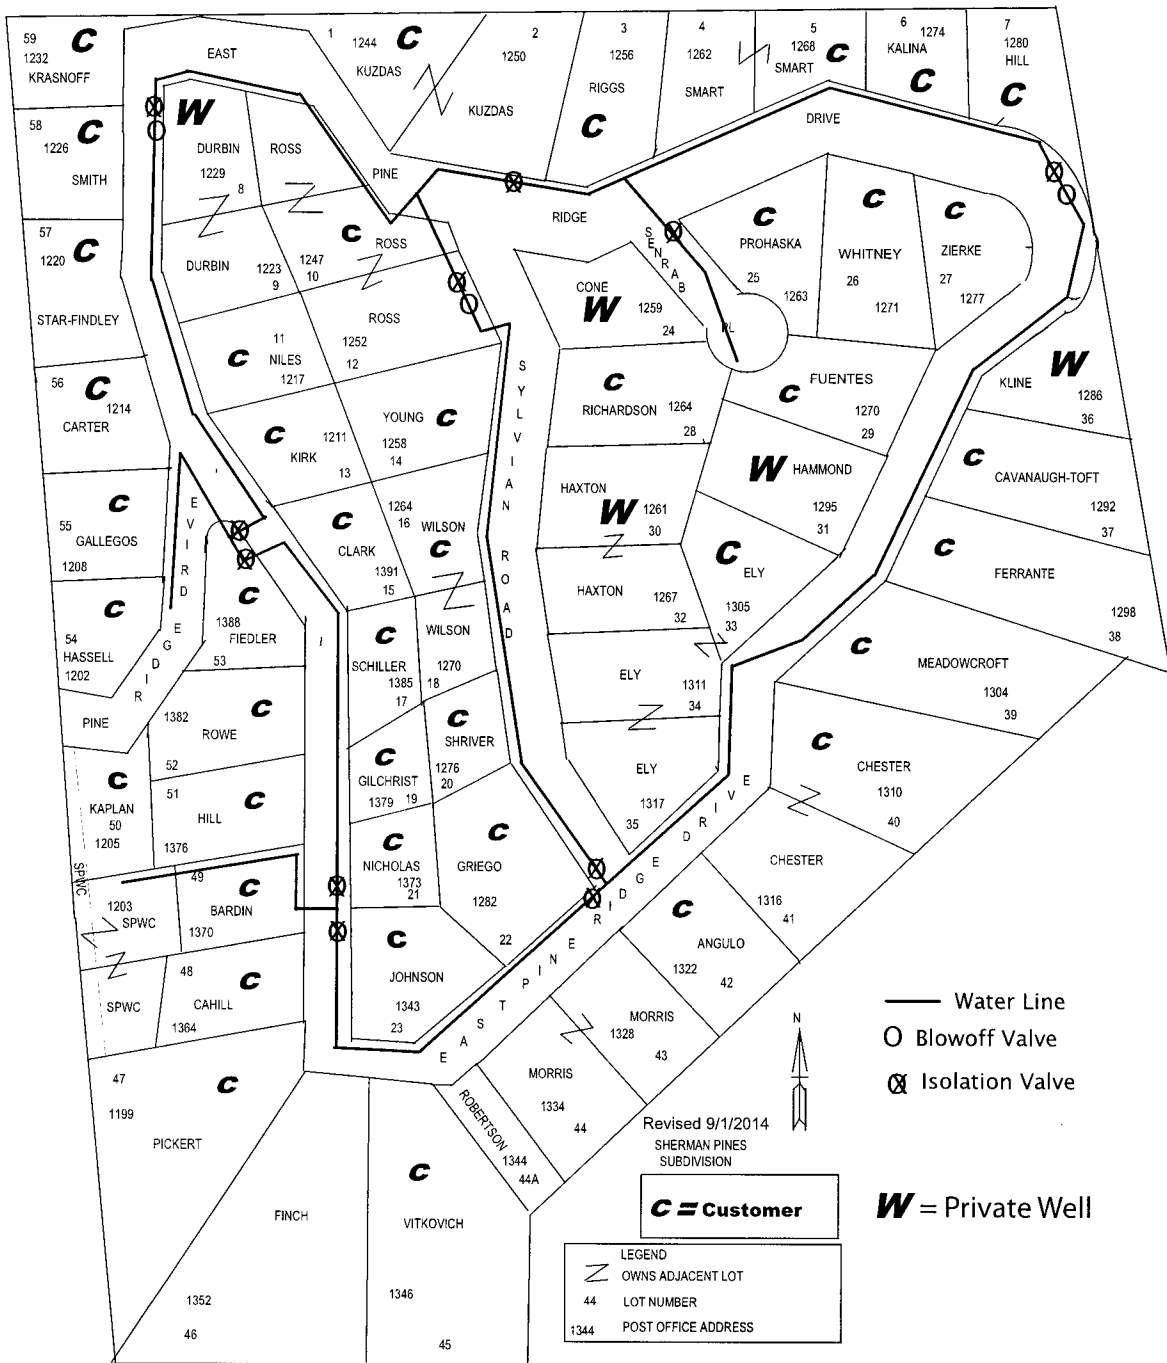 59
1232
C
KRASNOFF
EAST
1
1244
C
KUZDAS
2
1250
KUZDAS
3
1256
RIGGS
C
4
1262
SMART
5
1268
C
SMART
6
1274
KALINA
C
7
1280
HILL
C
58
1226
C
SMITH
W
DURBIN
1229
8
ROSS
PINE
DRIVE
57
1220
C
STAR-FINDLEY
DURBIN
1223
9
C
ROSS
1247
10
RIDGE
SENRAB
PL
C
PROHASKA
25
1263
C
WHITNEY
26
1271
C
ZIERKE
27
1277
CONE
W
1259
24
56
C
1214
CARTER
11
C
NILES
1217
ROSS
1252
12
SYLVIAN ROAD
C
RICHARDSON
1264
28
C
FUENTES
1270
29
KLINE
W
1286
36
C
KIRK
1211
13
YOUNG
C
1258
14
HAXTON
W
1261
30
W
HAMMOND
1295
31
C
CAVANAUGH-TOFT
1292
37
55
C
GALLEGOS
1208
EVIRD
EGDIR
PINE
C
CLARK
1391
15
1264
16
WILSON
C
HAXTON
1267
32
C
ELY
1305
33
C
FERRANTE
1298
38
54
C
HASSELL
1202
C
1388
FIEDLER
53
C
SCHILLER
1385
17
WILSON
1270
18
ELY
1311
34
C
MEADOWCROFT
1304
39
1382
C
ROWE
52
C
GILCHRIST
1379
19
C
SHRIVER
1276
20
ELY
1317
35
C
CHESTER
1310
40
C
KAPLAN
50
1205
51
C
HILL
1376
C
NICHOLAS
1373
21
C
GRIEGO
1282
22
CHESTER
1316
41
SPWC
1203
SPWC
49
C
BARDIN
1370
C
JOHNSON
1343
23
EAST PINE RIDGE DRIVE
C
ANGULO
1322
42
SPWC
48
C
CAHILL
1364
MORRIS
1328
43
47
C
1199
PICKERT
MORRIS
1334
44
ROBERTSON
1344
44A
FINCH
1352
46
C
VITKOVICH
1346
45
Water Line
Blowoff Valve
Isolation Valve
N
Revised 9/1/2014
SHERMAN PINES
SUBDIVISION
C = Customer
W = Private Well
LEGEND
OWNS ADJACENT LOT
44 LOT NUMBER
1344 POST OFFICE ADDRESS